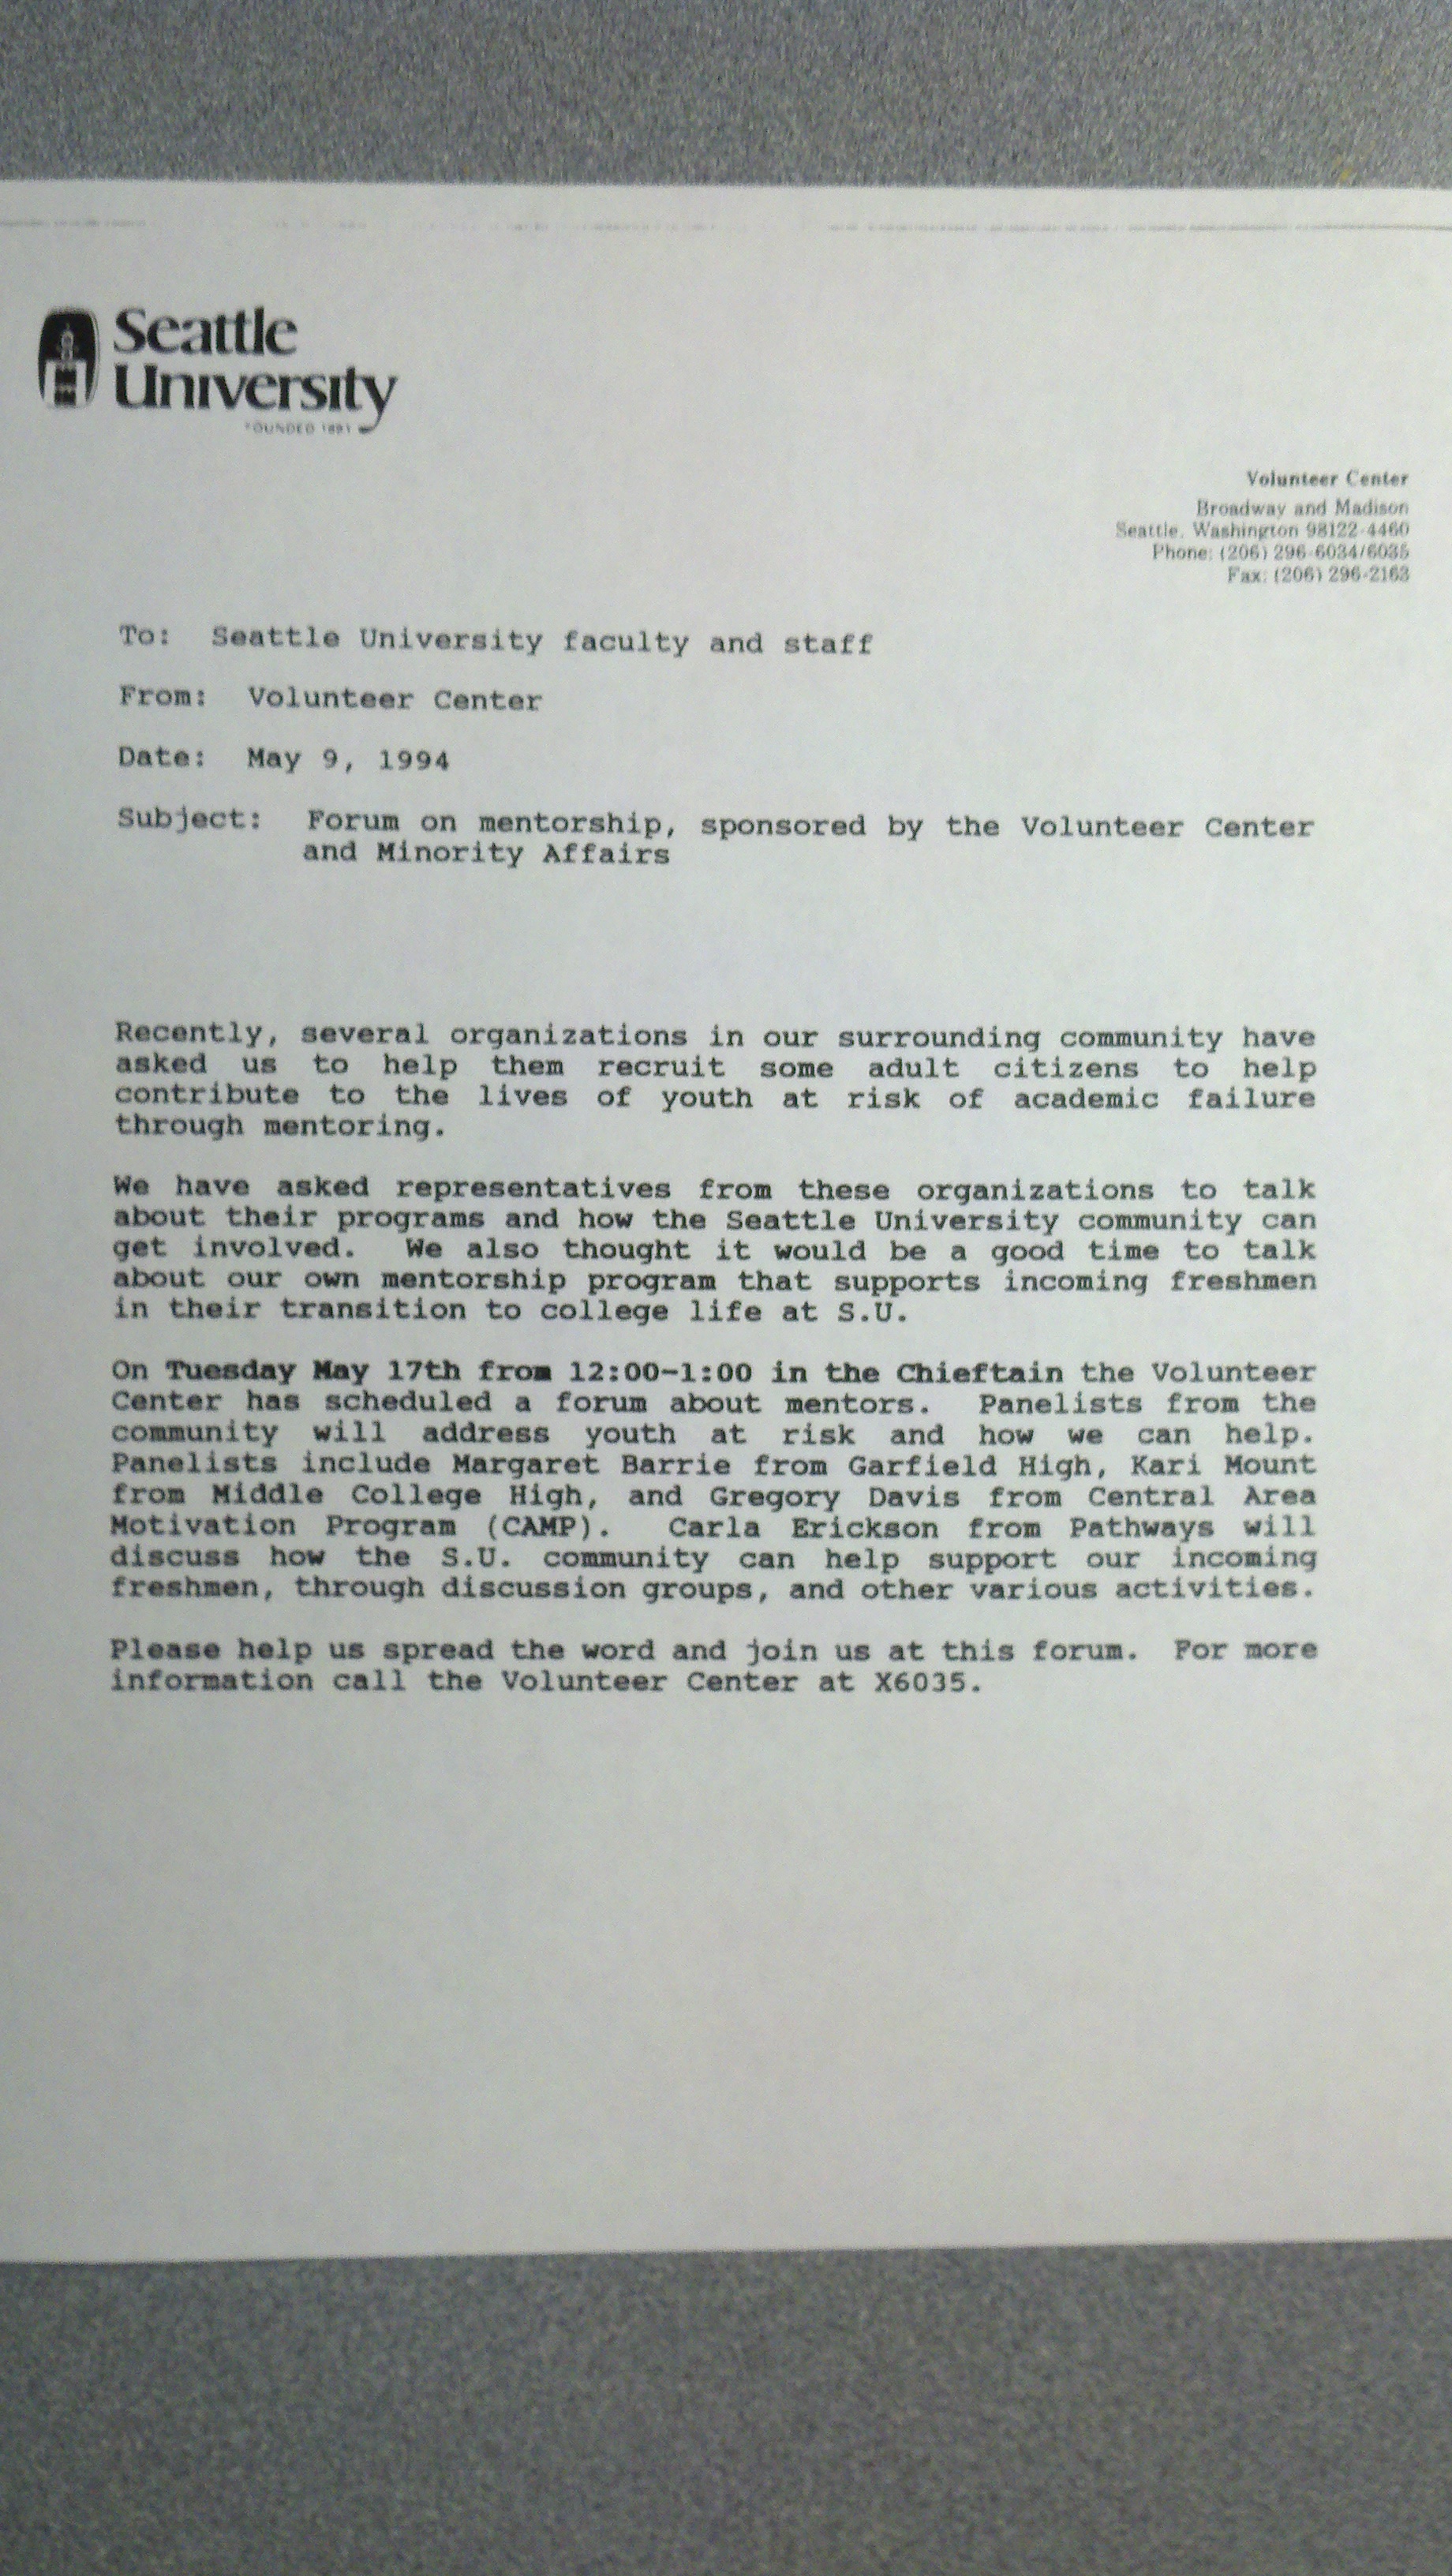 Seattle
University
FOUNDED 1891
Volunteer Center
Broadway and Madison
Seattle, Washington 98122-4460
Phone: (206) 296-6034/6035
Fax: (206) 296-2163
To: Seattle University faculty and staff
From: Volunteer Center
Date: May 9, 1994
Subject: Forum on mentorship, sponsored by the Volunteer Center
and Minority Affairs
Recently, several organizations in our surrounding community have
asked us to help them recruit some adult citizens to help
contribute to the lives of youth at risk of academic failure
through mentoring.
We have asked representatives from these organizations to talk
about their programs and how the Seattle University community can
get involved. We also thought it would be a good time to talk
about our own mentorship program that supports incoming freshmen
in their transition to college life at S.U.
On Tuesday May 17th from 12:00-1:00 in the Chieftain the Volunteer
Center has scheduled a forum about mentors. Panelists from the
community will address youth at risk and how we can help.
Panelists include Margaret Barrie from Garfield High, Kari Mount
from Middle College High, and Gregory Davis from Central Area
Motivation Program (CAMP). Carla Erickson from Pathways will
discuss how the S.U. community can help support our incoming
freshmen, through discussion groups, and other various activities.
Please help us spread the word and join us at this forum. For more
information call the Volunteer Center at X6035.